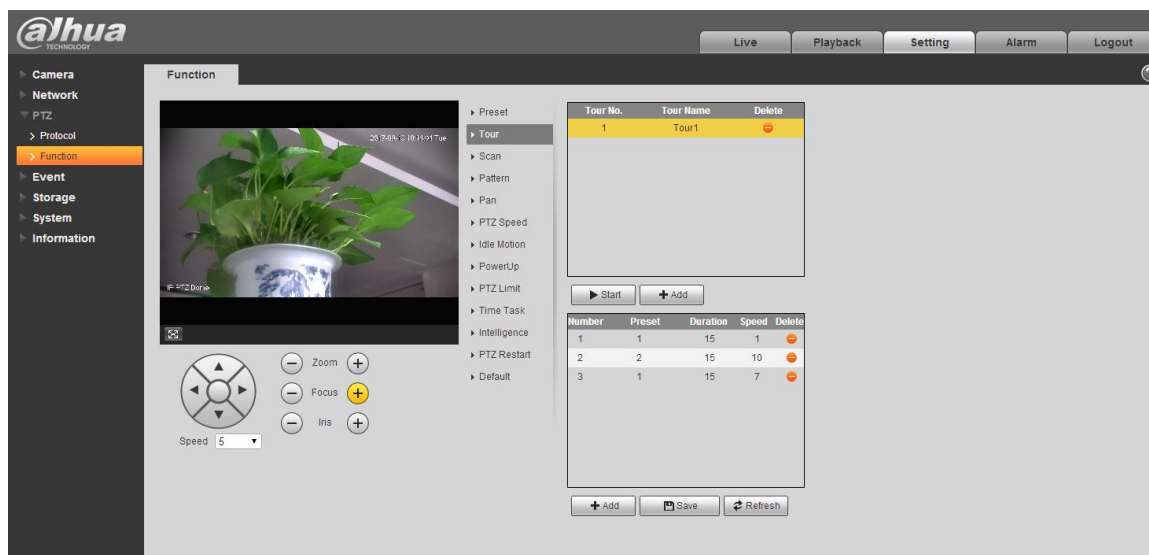 alhua
TECHNOLOGY
Live Playback Setting Alarm Logout
Camera
Network
PTZ
Protocol
Function
Event
Storage
System
Information
Function
IP PTZ Dome
Zoom
Focus
Iris
Speed 5
Preset
Tour
Scan
Pattern
Pan
PTZ Speed
Idle Motion
PowerUp
PTZ Limit
Time Task
Intelligence
PTZ Restart
Default
Tour No. Tour Name Delete
1 Tour1
Start Add
Number Preset Duration Speed Delete
1 1 15 1
2 2 15 10
3 1 15 7
Add Save Refresh